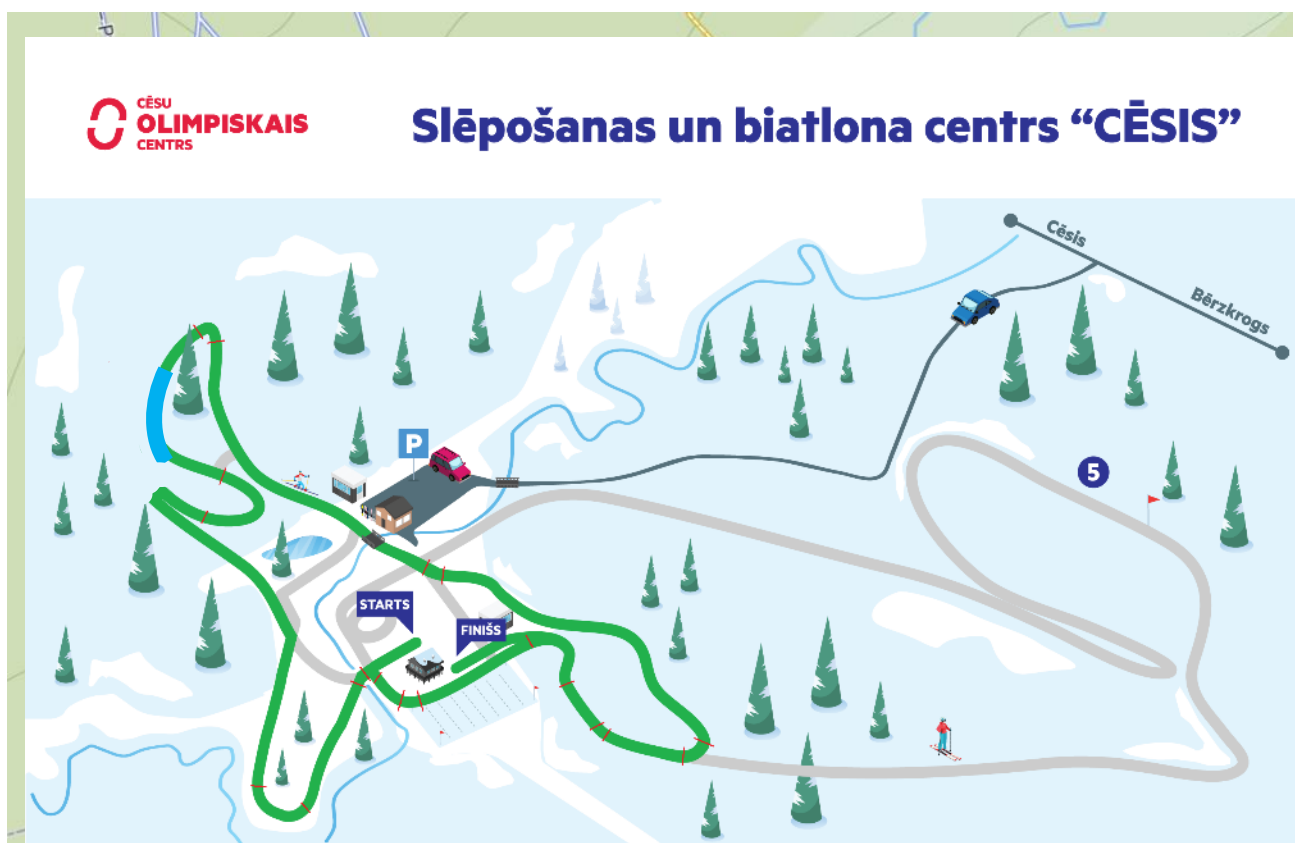 P
CĒSU
OLIMPISKAIS
CENTRS
Slēpošanas un biatlona centrs “CĒSIS”
Cēsis
Bērzkrogs
P
5
STARTS
FINIŠS